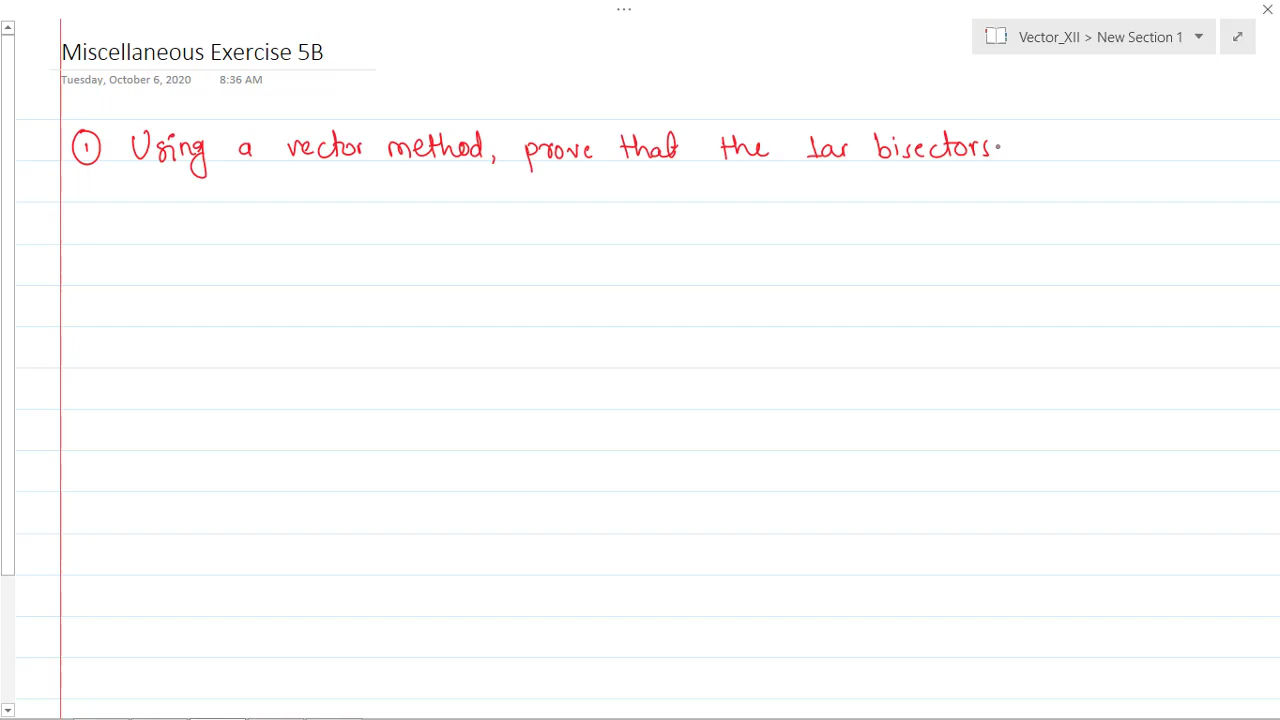 ...
Vector_XII > New Section 1
Miscellaneous Exercise 5B
Tuesday, October 6, 2020 8:36 AM
① Using a vector method, prove that the ⊥ar bisectors